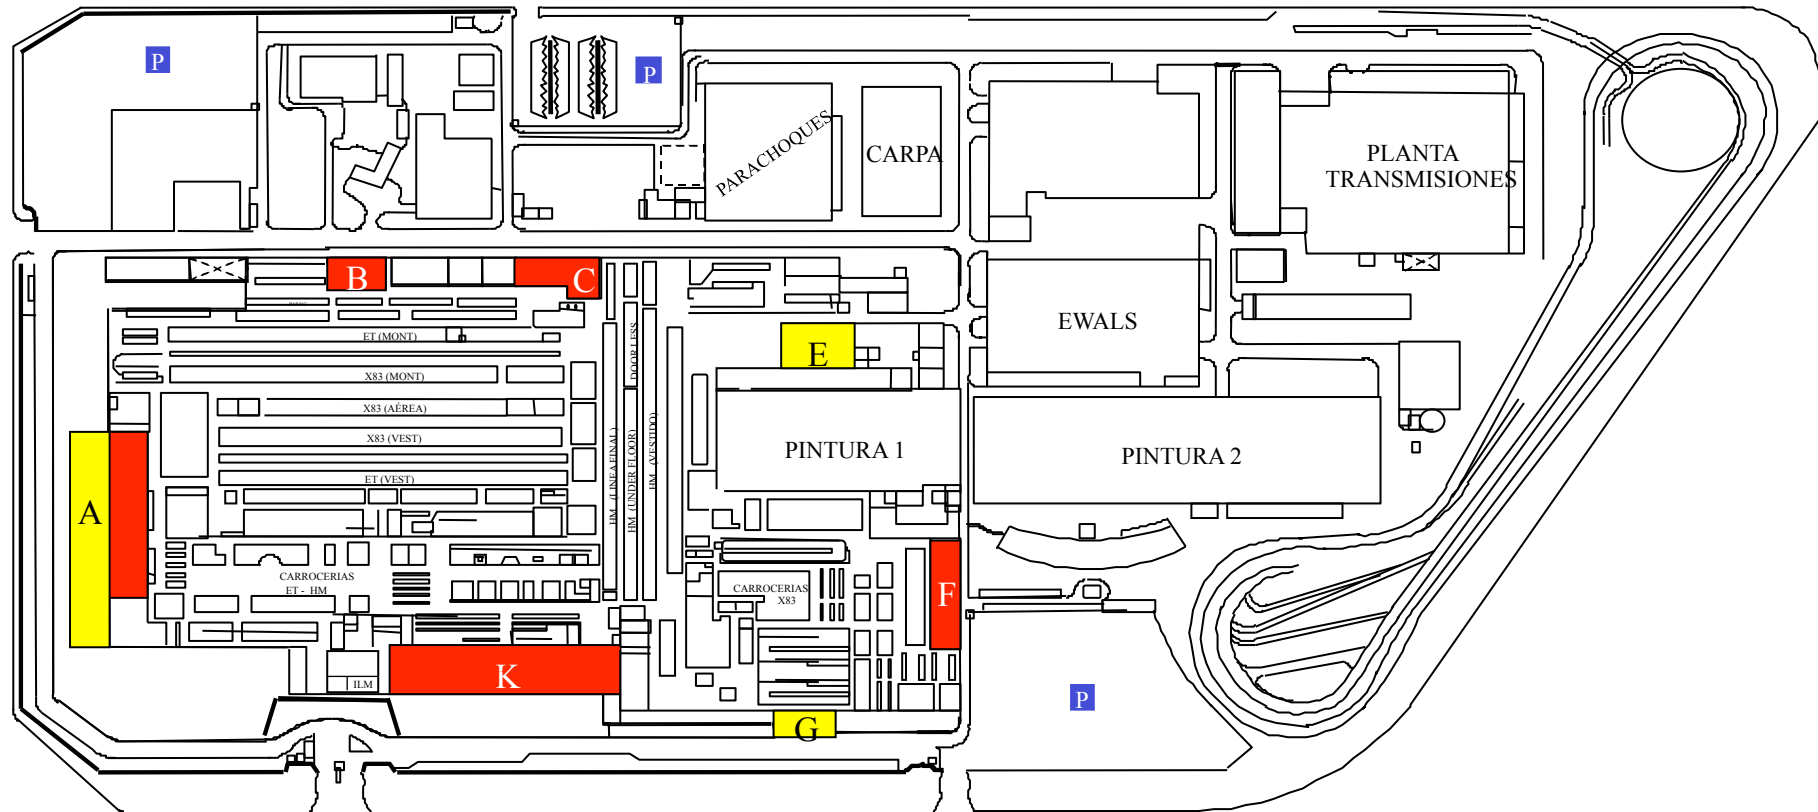 P
P
PARACHOQUES
CARPA
PLANTA
TRANSMISIONES
B
C
ET (MONT)
DOOR LESS
E
EWALS
X83 (MONT)
X83 (AÉREA)
X83 (VEST)
ET (VEST)
HM (LINEA FINAL)
HM (UNDER FLOOR)
HM (VESTIDO)
PINTURA 1
PINTURA 2
A
CARROCERIAS
ET - HM
CARROCERIAS
X83
F
K
ILM
G
P